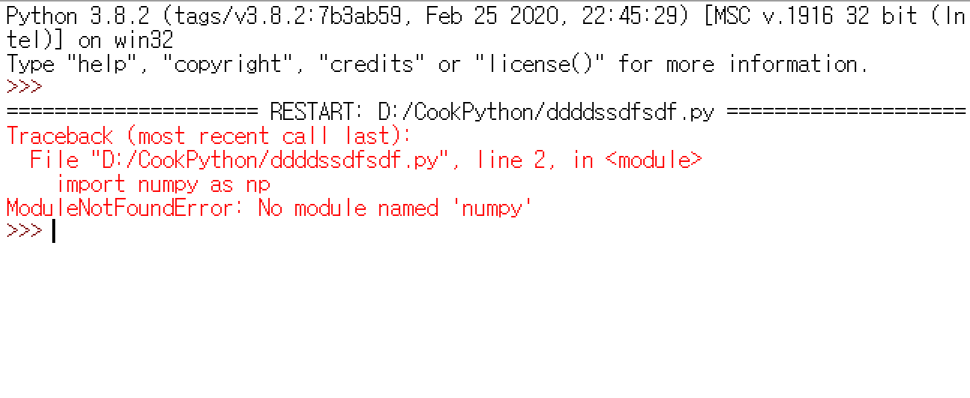 Python 3.8.2 (tags/v3.8.2:7b3ab59, Feb 25 2020, 22:45:29) [MSC v.1916 32 bit (In
tel)] on win32
Type "help", "copyright", "credits" or "license()" for more information.
>>>
===================== RESTART: D:/CookPython/ddddssdfsdf.py ====================
Traceback (most recent call last):
  File "D:/CookPython/ddddssdfsdf.py", line 2, in <module>
    import numpy as np
ModuleNotFoundError: No module named 'numpy'
>>>